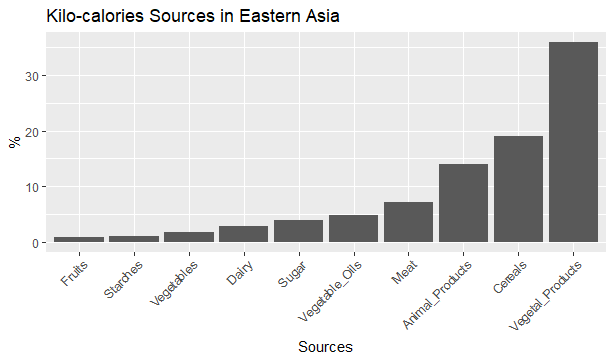 Kilo-calories Sources in Eastern Asia
%
30
20
10
0
Fruits
Starches
Vegetables
Dairy
Sugar
Vegetable_Oils
Meat
Animal_Products
Cereals
Vegetal_Products
Sources